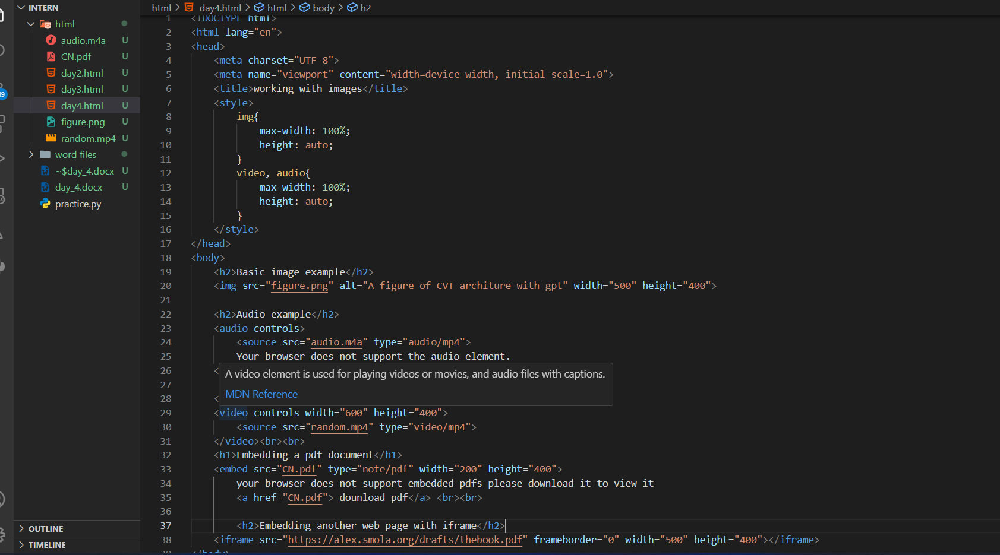 INTERN
html
audio.m4a U
CN.pdf U
day2.html U
day3.html U
day4.html U
figure.png U
random.mp4 U
word files
~$day_4.docx U
day_4.docx U
practice.py
OUTLINE
TIMELINE
19
html > day4.html > html > body > h2
1 <!DOCTYPE html>
2 <html lang="en">
3 <head>
4 <meta charset="UTF-8">
5 <meta name="viewport" content="width=device-width, initial-scale=1.0">
6 <title>working with images</title>
7 <style>
8 img{
9 max-width: 100%;
10 height: auto;
11 }
12 video, audio{
13 max-width: 100%;
14 height: auto;
15 }
16 </style>
17 </head>
18 <body>
19 <h2>Basic image example</h2>
20 <img src="figure.png" alt="A figure of CVT architure with gpt" width="500" height="400">
21
22 <h2>Audio example</h2>
23 <audio controls>
24 <source src="audio.m4a" type="audio/mp4">
25 Your browser does not support the audio element.
26 <
A video element is used for playing videos or movies, and audio files with captions.
27
MDN Reference
28 <
29 <video controls width="600" height="400">
30 <source src="random.mp4" type="video/mp4">
31 </video><br><br>
32 <h1>Embedding a pdf document</h1>
33 <embed src="CN.pdf" type="note/pdf" width="200" height="400">
34 your browser does not support embedded pdfs please download it to view it
35 <a href="CN.pdf"> dounload pdf</a> <br><br>
36
37 <h2>Embedding another web page with iframe</h2>
38 <iframe src="https://alex.smola.org/drafts/thebook.pdf" frameborder="0" width="500" height="400"></iframe>
39 </body>